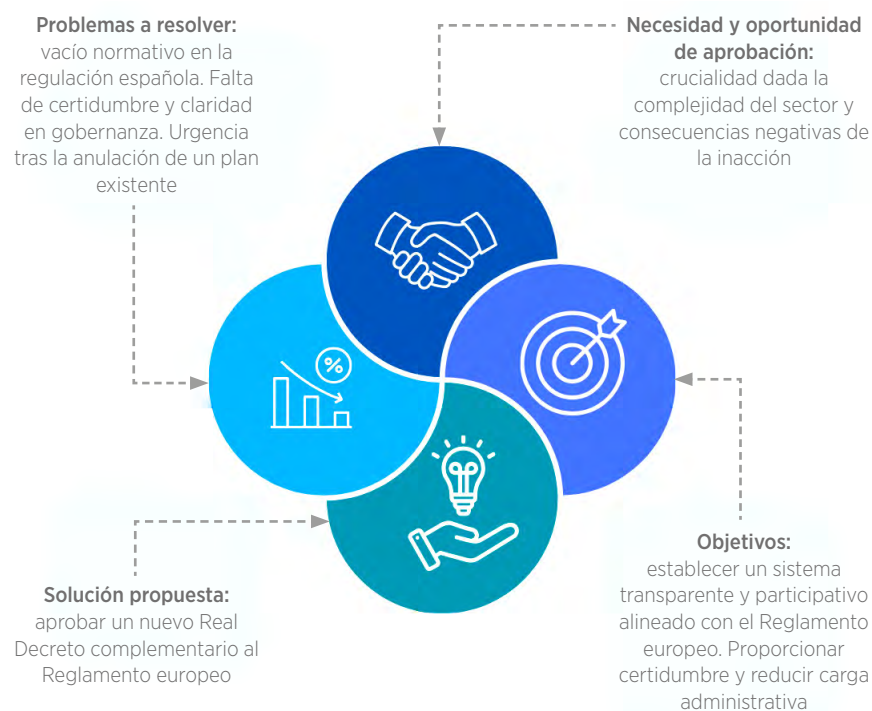 Problemas a resolver:
vacío normativo en la
regulación española. Falta
de certidumbre y claridad
en gobernanza. Urgencia
tras la anulación de un plan
existente
Necesidad y oportunidad
de aprobación:
crucialidad dada la
complejidad del sector y
consecuencias negativas de
la inacción
%
Solución propuesta:
aprobar un nuevo Real
Decreto complementario al
Reglamento europeo
Objetivos:
establecer un sistema
transparente y participativo
alineado con el Reglamento
europeo. Proporcionar
certidumbre y reducir carga
administrativa